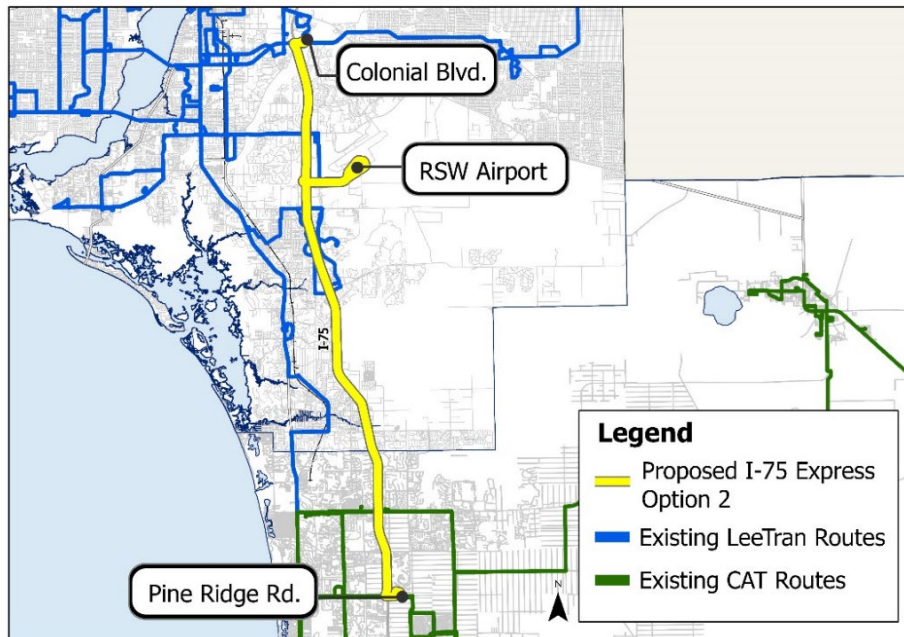 Colonial Blvd.
RSW Airport
I-75
Legend
Proposed I-75 Express
Option 2
Existing LeeTran Routes
Existing CAT Routes
Pine Ridge Rd.
N